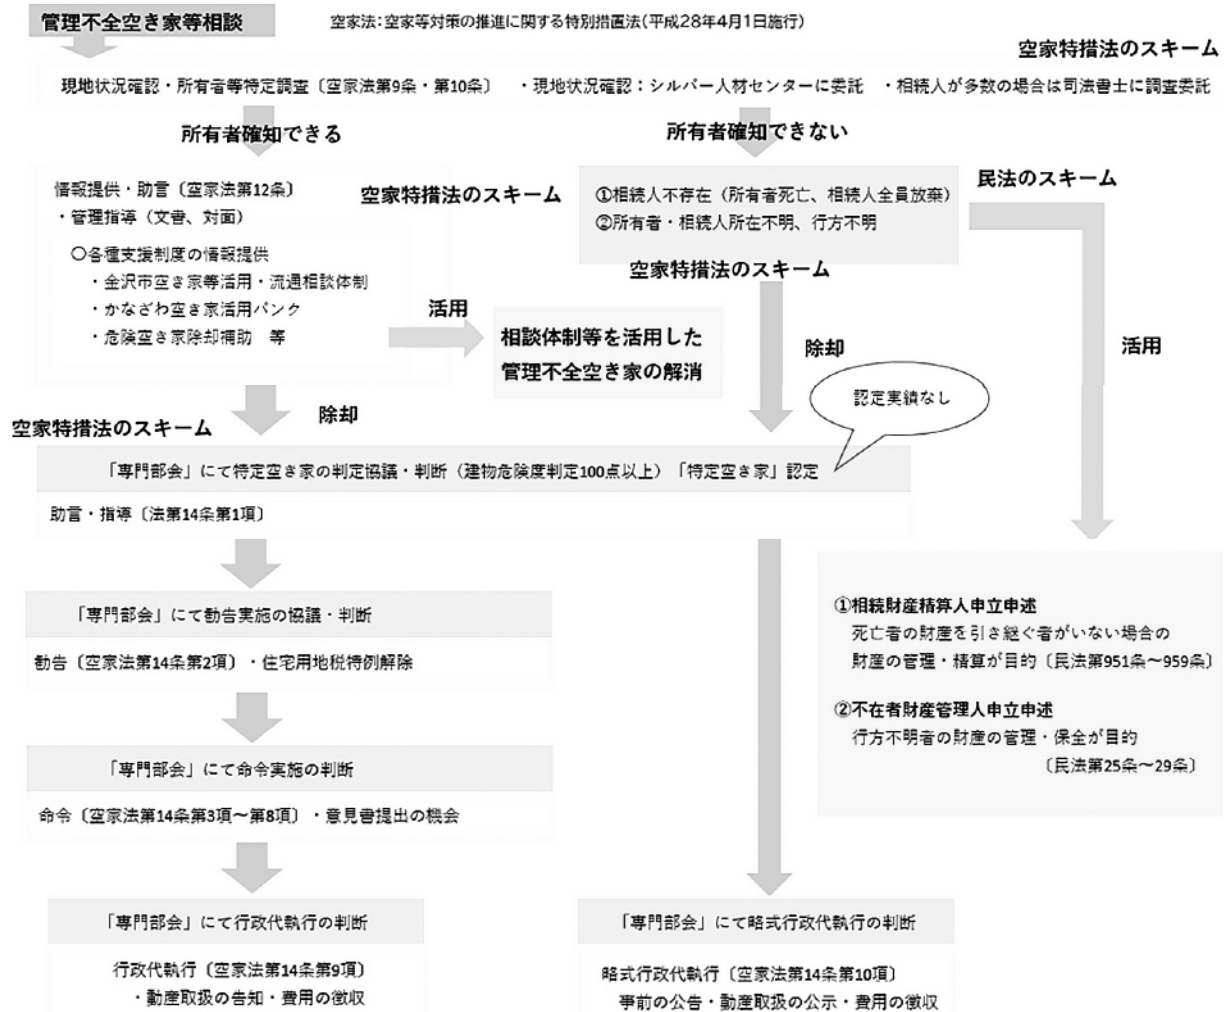 管理不全空き家等相談
空家法:空家等対策の推進に関する特別措置法(平成28年4月1日施行)
空家特措法のスキーム
現地状況確認・所有者等特定調査〔空家法第9条・第10条〕 ・現地状況確認:シルバー人材センターに委託 ・相続人が多数の場合は司法書士に調査委託
所有者確知できる
所有者確知できない
情報提供・助言〔空家法第12条〕
・管理指導(文書、対面)
〇各種支援制度の情報提供
・金沢市空き家等活用・流通相談体制
・かなざわ空き家活用バンク
・危険空き家除却補助 等
空家特措法のスキーム
活用
相談体制等を活用した
管理不全空き家の解消
①相続人不存在(所有者死亡、相続人全員放棄)
②所有者・相続人所在不明、行方不明
民法のスキーム
空家特措法のスキーム
除却
活用
認定実績なし
除却
空家特措法のスキーム
「専門部会」にて特定空き家の判定協議・判断(建物危険度判定100点以上)「特定空き家」認定
助言・指導〔法第14条第1項〕
「専門部会」にて勧告実施の協議・判断
勧告〔空家法第14条第2項〕・住宅用地税特例解除
「専門部会」にて命令実施の判断
命令〔空家法第14条第3項～第8項〕・意見書提出の機会
「専門部会」にて行政代執行の判断
行政代執行〔空家法第14条第9項〕
・動産取扱の告知・費用の徴収
「専門部会」にて略式行政代執行の判断
略式行政代執行〔空家法第14条第10項〕
事前の公告・動産取扱の公示・費用の徴収
①相続財産精算人申立申述
死亡者の財産を引き継ぐ者がいない場合の
財産の管理・精算が目的〔民法第951条～959条〕
②不在者財産管理人申立申述
行方不明者の財産の管理・保全が目的
〔民法第25条～29条〕